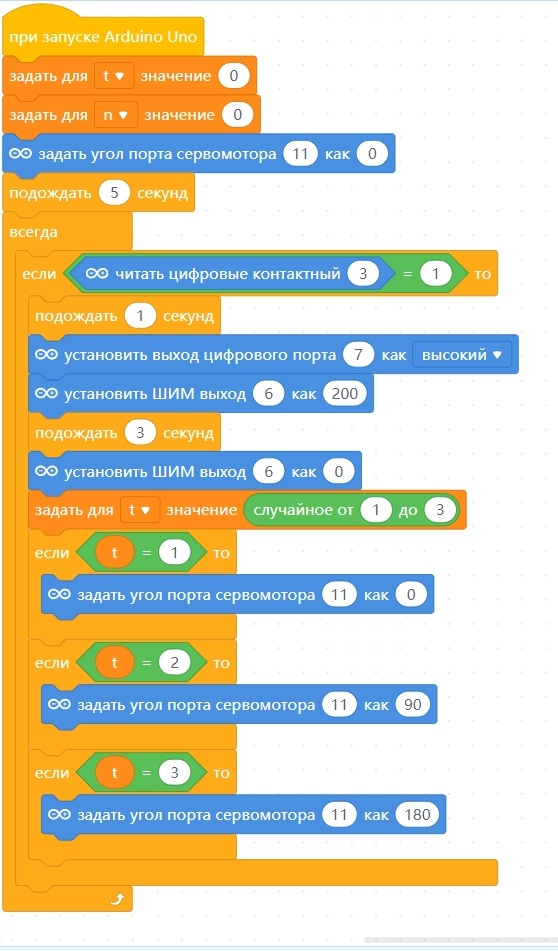 при запуске Arduino Uno
задать для t значение 0
задать для n значение 0
задать угол порта сервомотора 11 как 0
подождать 5 секунд
всегда
если читать цифровые контактный 3 = 1 то
подождать 1 секунд
установить выход цифрового порта 7 как высокий
установить ШИМ выход 6 как 200
подождать 3 секунд
установить ШИМ выход 6 как 0
задать для t значение случайное от 1 до 3
если t = 1 то
задать угол порта сервомотора 11 как 0
если t = 2 то
задать угол порта сервомотора 11 как 90
если t = 3 то
задать угол порта сервомотора 11 как 180